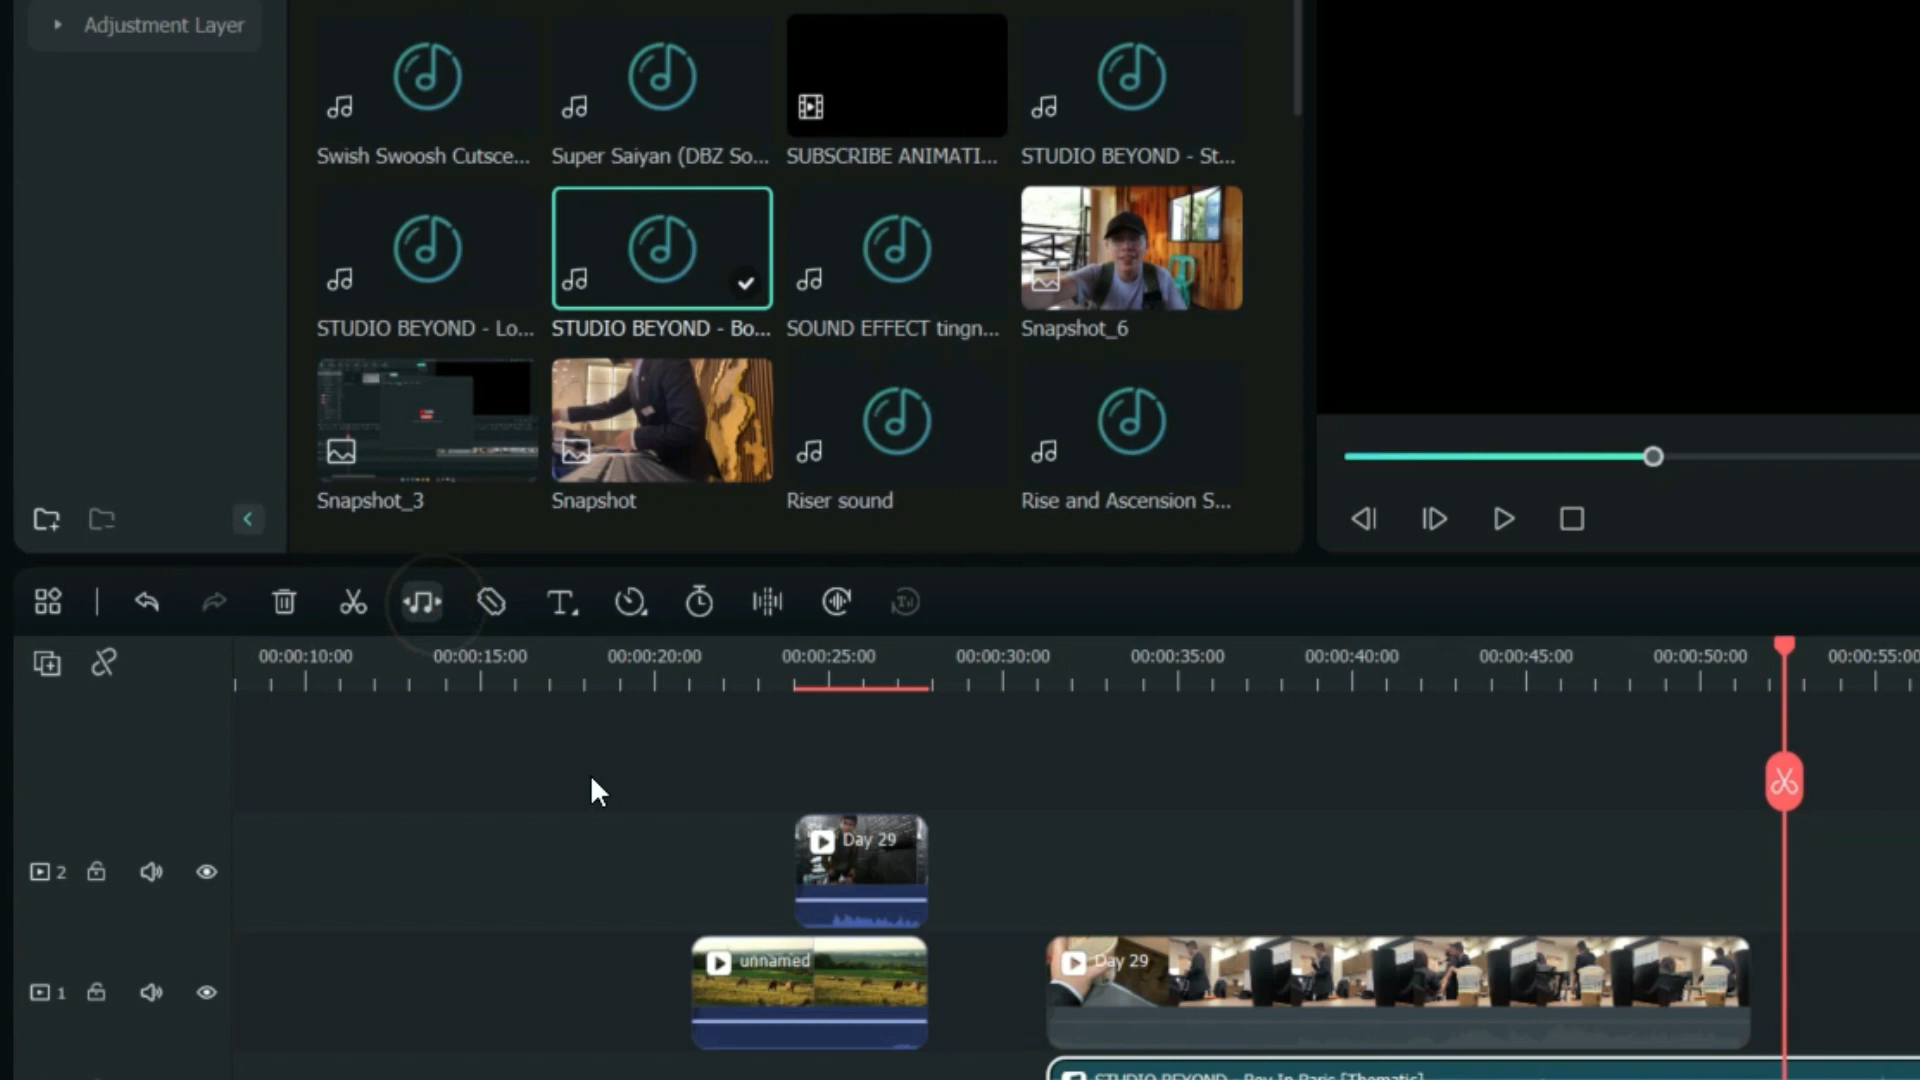 Adjustment Layer
Swish Swoosh Cutsce...
Super Saiyan (DBZ So...
SUBSCRIBE ANIMATI...
STUDIO BEYOND - St...
STUDIO BEYOND - Lo...
STUDIO BEYOND - Bo...
SOUND EFFECT tingn...
Snapshot_6
Snapshot_3
Snapshot
Riser sound
Rise and Ascension S...
00:00:10:00
00:00:15:00
00:00:20:00
00:00:25:00
00:00:30:00
00:00:35:00
00:00:40:00
00:00:45:00
00:00:50:00
00:00:55:00
2
Day 29
1
unnamed
Day 29
STUDIO BEYOND - Boy In Paris [Thematic]